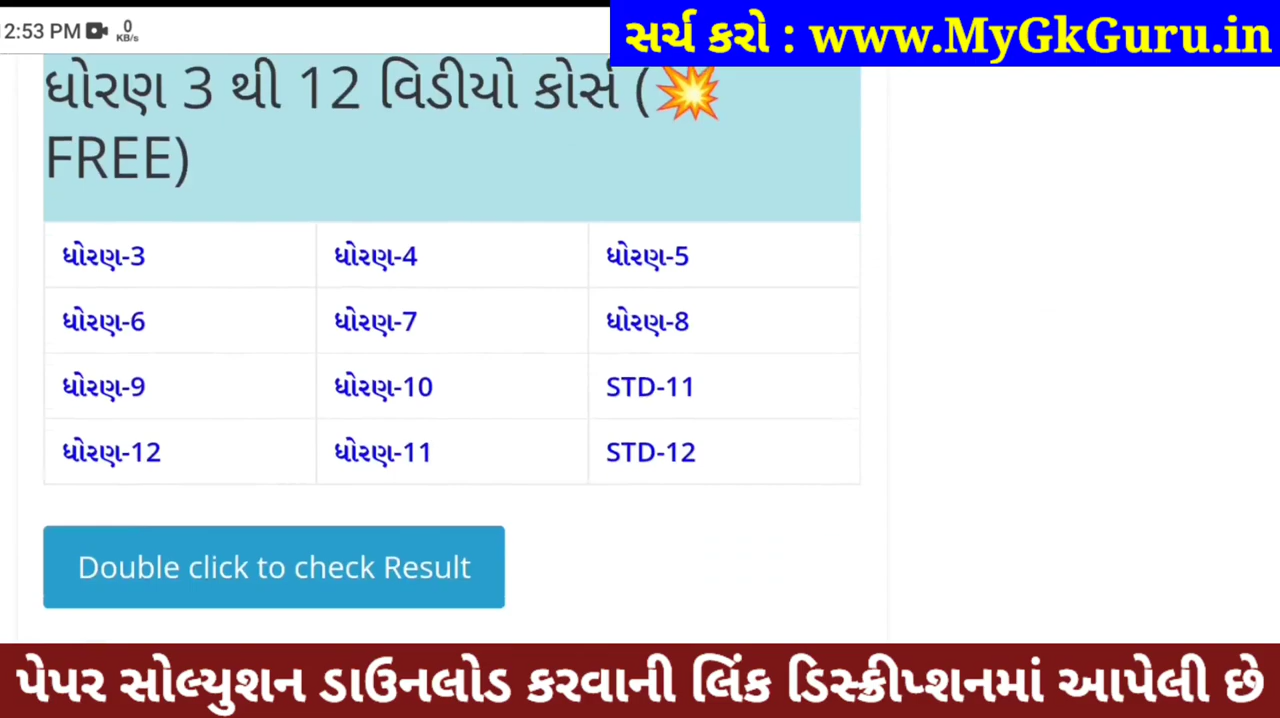 2:53 PM 0 KB/s
સર્ચ કરો : www.MyGkGuru.in
ધોરણ 3 થી 12 વિડીયો કોર્સ (💥
FREE)
ધોરણ-3 ધોરણ-4 ધોરણ-5
ધોરણ-6 ધોરણ-7 ધોરણ-8
ધોરણ-9 ધોરણ-10 STD-11
ધોરણ-12 ધોરણ-11 STD-12
Double click to check Result
પેપર સોલ્યુશન ડાઉનલોડ કરવાની લિંક ડિસ્ક્રીપ્શનમાં આપેલી છે